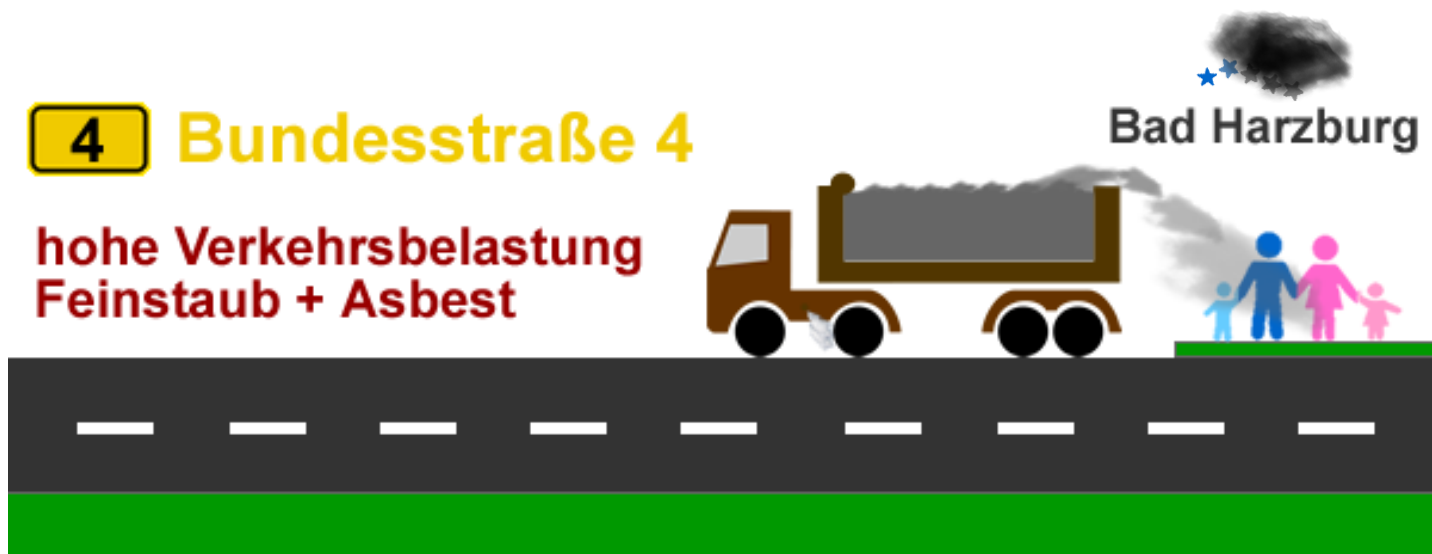 4 Bundesstraße 4
Bad Harzburg
hohe Verkehrsbelastung
Feinstaub + Asbest